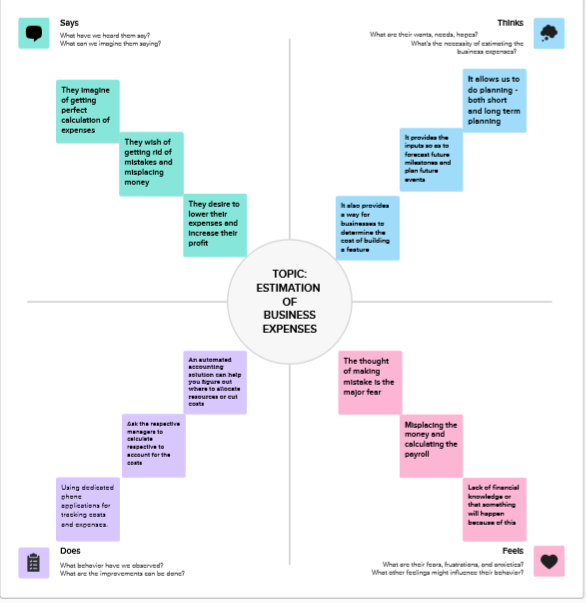 Says
What have we heard them say?
What can we imagine them saying?
Thinks
What are their wants, needs, hopes?
What's the necessity of estimating the
business expenses?
They imagine
of getting
perfect
calculation of
expenses
They wish of
getting rid of
mistakes and
misplacing
money
They desire to
lower their
expenses and
increase their
profit
It allows us to
do planning -
both short
and long term
planning
It provides the
inputs so as to
forecast future
milestones and
plan future
events
It also provides
a way for
businesses to
determine the
cost of building
a feature
TOPIC:
ESTIMATION
OF
BUSINESS
EXPENSES
An automated
accounting
solution can help
you figure out
where to allocate
resources or cut
costs
Ask the respective
managers to
calculate
respective to
account for the
costs
Using dedicated
phone
applications for
tracking costs
and expenses.
The thought
of making
mistake is the
major fear
Misplacing the
money and
calculating the
payroll
Lack of financial
knowledge or
that something
will happen
because of this
Does
What behavior have we observed?
What are the improvements can be done?
Feels
What are their fears, frustrations, and anxieties?
What other feelings might influence their behavior?